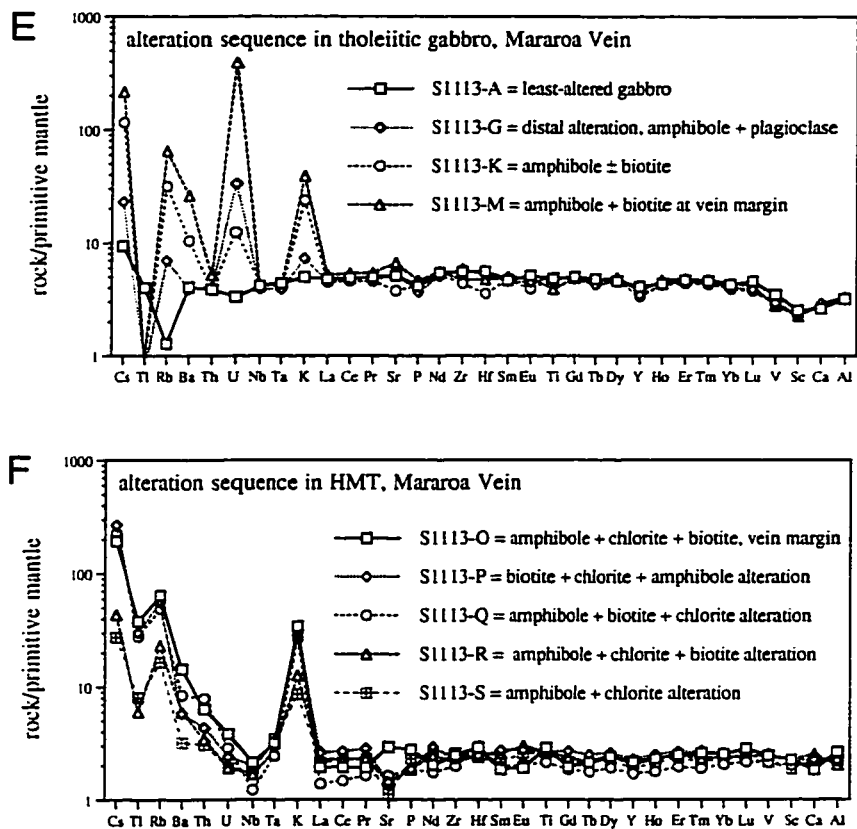 E
1000
alteration sequence in tholeiitic gabbro, Mararoa Vein
S1113-A = least-altered gabbro
100
S1113-G = distal alteration, amphibole + plagioclase
S1113-K = amphibole ± biotite
S1113-M = amphibole + biotite at vein margin
rock/primitive mantle
10
1
Cs Tl Rb Ba Th U Nb Ta K La Ce Pr Sr P Nd Zr Hf Sm Eu Ti Gd Tb Dy Y Ho Er Tm Yb Lu V Sc Ca Al
F
1000
alteration sequence in HMT, Mararoa Vein
S1113-O = amphibole + chlorite + biotite, vein margin
100
S1113-P = biotite + chlorite + amphibole alteration
S1113-Q = amphibole + biotite + chlorite alteration
S1113-R = amphibole + chlorite + biotite alteration
S1113-S = amphibole + chlorite alteration
rock/primitive mantle
10
1
Cs Tl Rb Ba Th U Nb Ta K La Ce Pr Sr P Nd Zr Hf Sm Eu Ti Gd Tb Dy Y Ho Er Tm Yb Lu V Sc Ca Al